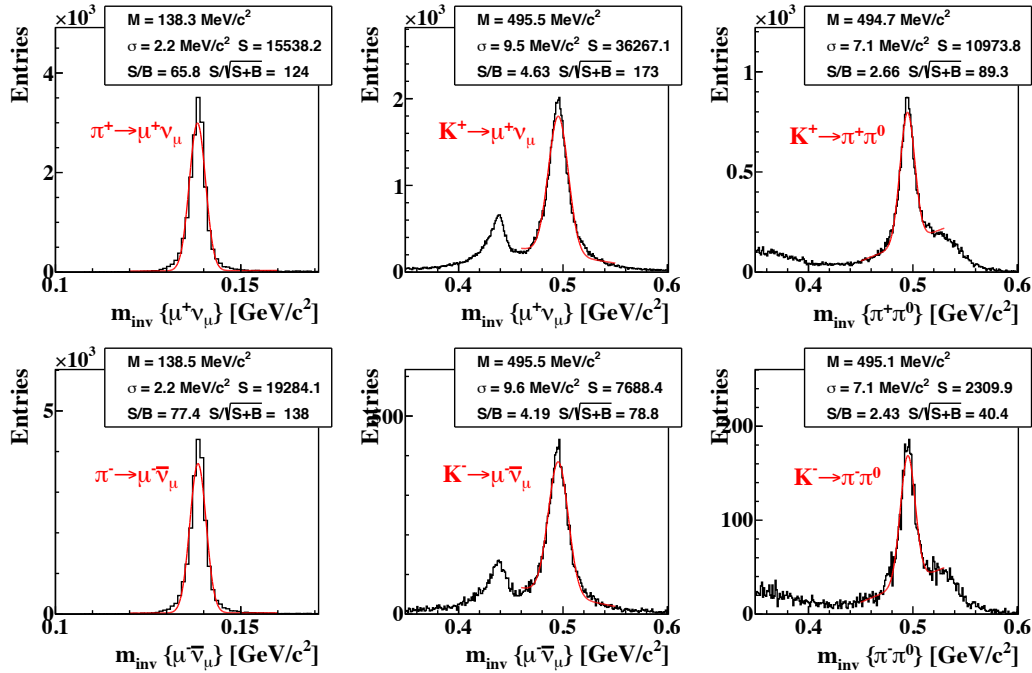 ×10³
Entries
M = 138.3 MeV/c²
σ = 2.2 MeV/c² S = 15538.2
S/B = 65.8 S/√S+B = 124
π⁺→μ⁺ν_μ
4
2
0
0.1
0.15
m_inv {μ⁺ν_μ} [GeV/c²]
×10³
Entries
M = 495.5 MeV/c²
σ = 9.5 MeV/c² S = 36267.1
S/B = 4.63 S/√S+B = 173
K⁺→μ⁺ν_μ
2
1
0
0.4
0.5
0.6
m_inv {μ⁺ν_μ} [GeV/c²]
×10³
Entries
M = 494.7 MeV/c²
σ = 7.1 MeV/c² S = 10973.8
S/B = 2.66 S/√S+B = 89.3
K⁺→π⁺π⁰
1
0.5
0
0.4
0.5
0.6
m_inv {π⁺π⁰} [GeV/c²]
×10³
Entries
M = 138.5 MeV/c²
σ = 2.2 MeV/c² S = 19284.1
S/B = 77.4 S/√S+B = 138
π⁻→μ⁻ν̅_μ
5
0
0.1
0.15
m_inv {μ⁻ν̅_μ} [GeV/c²]
Entries
M = 495.5 MeV/c²
σ = 9.6 MeV/c² S = 7688.4
S/B = 4.19 S/√S+B = 78.8
K⁻→μ⁻ν̅_μ
0
0.4
0.5
0.6
m_inv {μ⁻ν̅_μ} [GeV/c²]
Entries
M = 495.1 MeV/c²
σ = 7.1 MeV/c² S = 2309.9
S/B = 2.43 S/√S+B = 40.4
K⁻→π⁻π⁰
200
100
0
0.4
0.5
0.6
m_inv {π⁻π⁰} [GeV/c²]